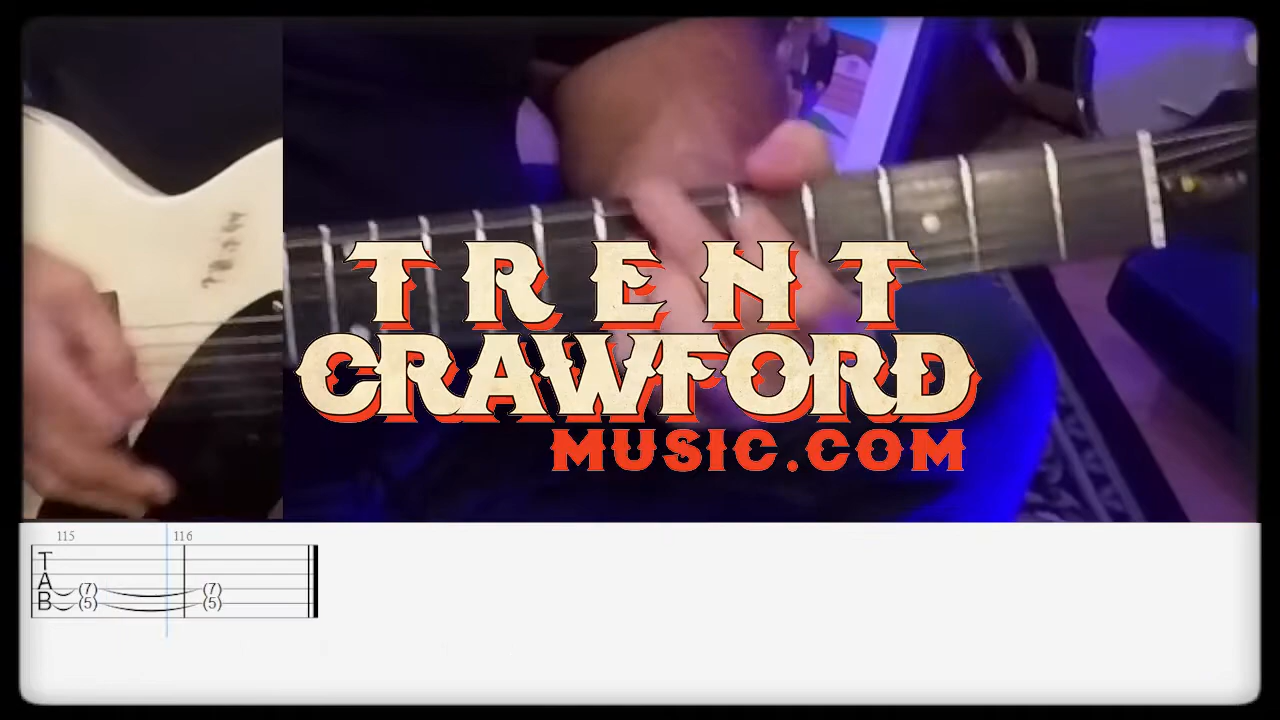 TRENT
CRAWFORD
MUSIC.COM
115 116
T
A
B
(7) (7)
(5) (5)